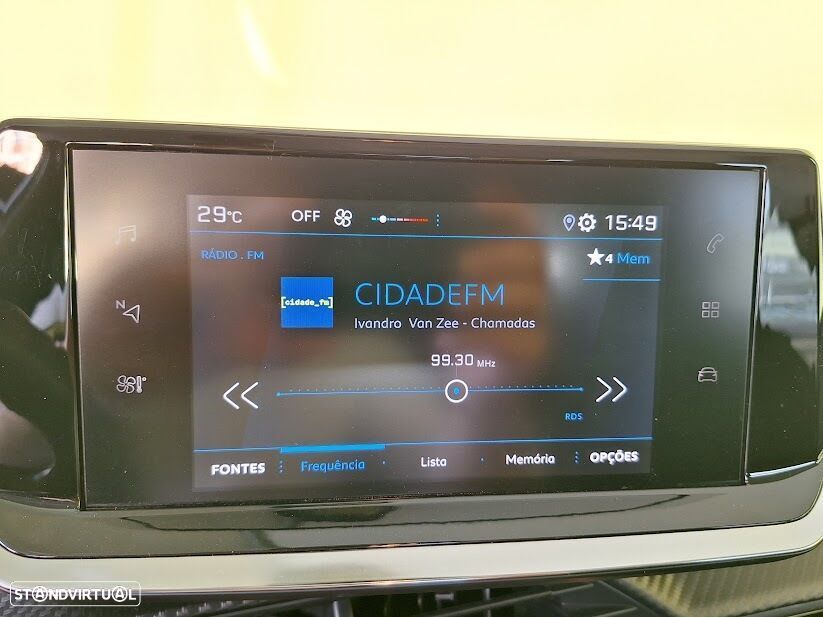 29°C OFF 15:49
RÁDIO . FM
★4 Mem
[cidade_fm]
CIDADEFM
Ivandro Van Zee - Chamadas
99.30 MHz
N
RDS
FONTES Frequência Lista Memória OPÇÕES
STANDVIRTUAL